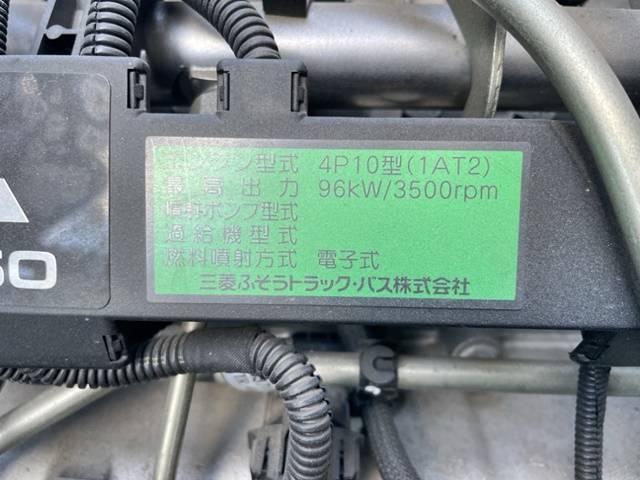 エンジン型式 4P10型(1AT2)
最高出力 96kW/3500rpm
噴射ポンプ型式
過給機型式
燃料噴射方式 電子式
三菱ふそうトラック・バス株式会社